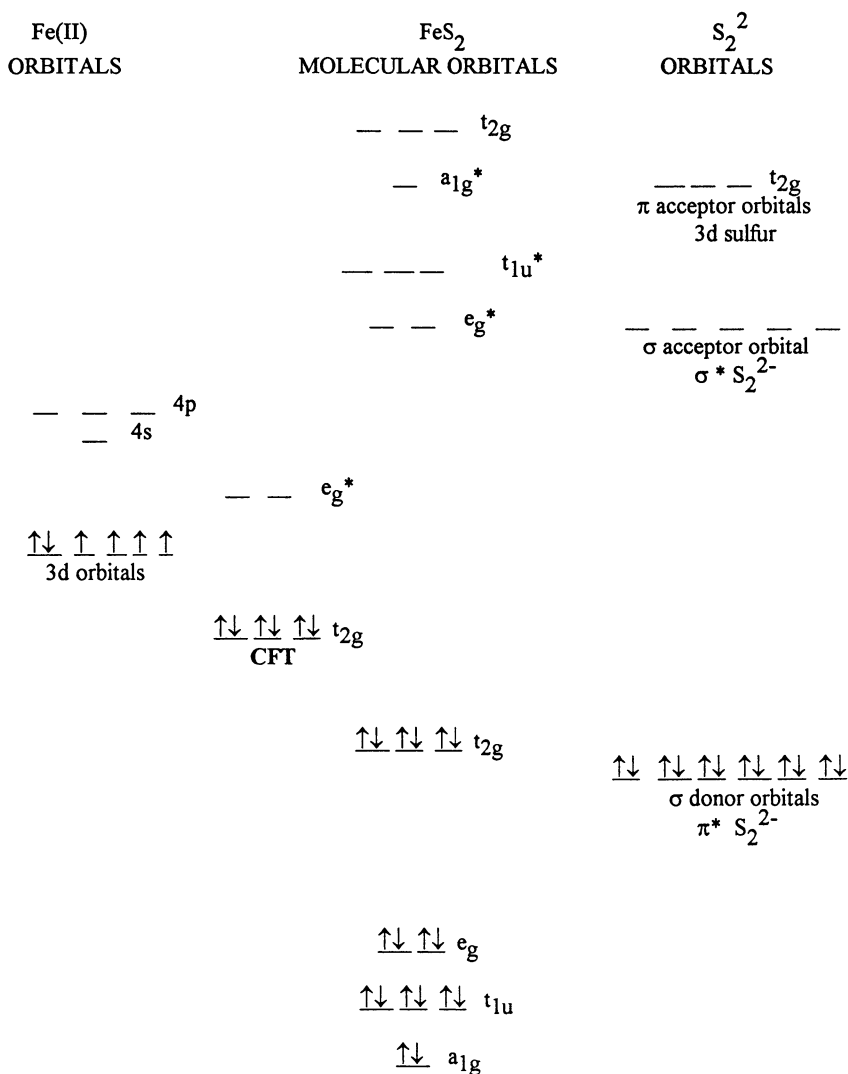 Fe(II) FeS2 S2^2
ORBITALS MOLECULAR ORBITALS ORBITALS
t2g
a1g* t2g
π acceptor orbitals
3d sulfur
t1u*
eg*
σ acceptor orbital
σ * S2^2-
4p
4s
eg*
↑↓ ↑ ↑ ↑ ↑
3d orbitals
↑↓ ↑↓ ↑↓ t2g
CFT
↑↓ ↑↓ ↑↓ t2g
↑↓ ↑↓ ↑↓ ↑↓ ↑↓ ↑↓
σ donor orbitals
π* S2^2-
↑↓ ↑↓ eg
↑↓ ↑↓ ↑↓ t1u
↑↓ a1g